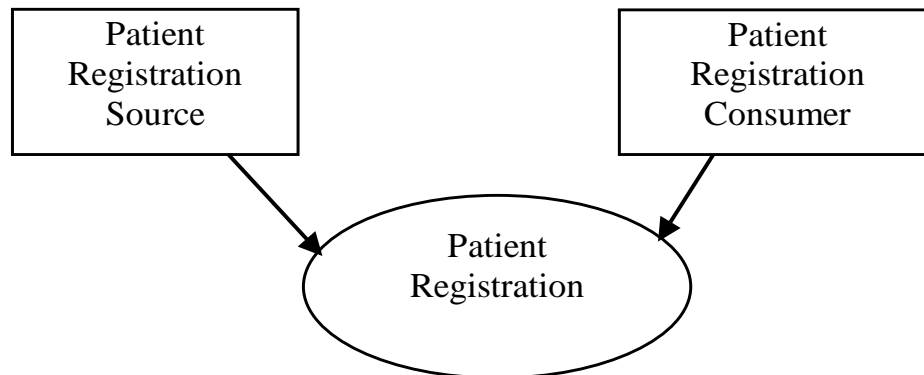 Patient
Registration
Source
Patient
Registration
Consumer
Patient
Registration